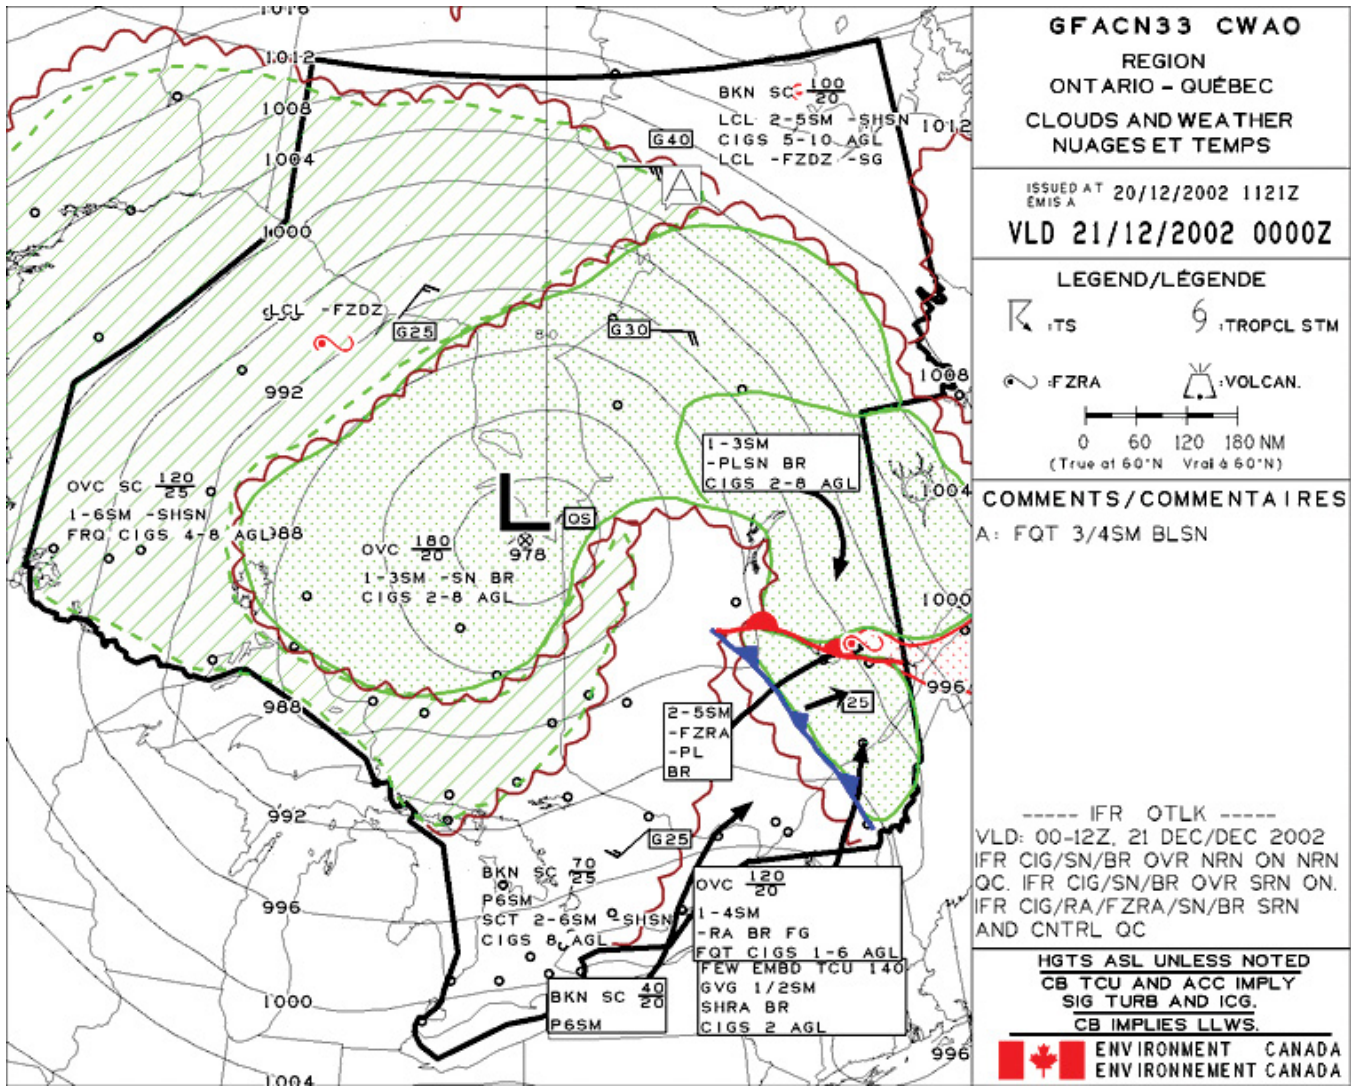 1016
1012
1008
1004
1000
992
988
988
992
996
1000
1004
1012
1008
1004
1000
996
996
BKN SC 100/20
LCL 2-5SM -SHSN
CIGS 5-10 AGL
LCL -FZDZ -SG
G40
A
LCL -FZDZ
G25
80
G30
1-3SM
-PLSN BR
CIGS 2-8 AGL
OVC SC 120/25
1-6SM -SHSN
FRQ CIGS 4-8 AGL
L
QS
978
OVC 180/20
1-3SM -SN BR
CIGS 2-8 AGL
25
2-5SM
-FZRA
-PL
BR
G25
BKN SC 70/25
P6SM
SCT 2-6SM -SHSN
CIGS 8 AGL
OVC 120/20
1-4SM
-RA BR FG
FQT CIGS 1-6 AGL
FEW EMBD TCU 140
GVG 1/2SM
SHRA BR
CIGS 2 AGL
BKN SC 40/20
P6SM
GFACN33 CWAO
REGION
ONTARIO - QUÉBEC
CLOUDS AND WEATHER
NUAGES ET TEMPS
ISSUED AT 20/12/2002 1121Z
ÉMIS A
VLD 21/12/2002 0000Z
LEGEND/LÉGENDE
:TS
:TROPCL STM
:FZRA
:VOLCAN.
0 60 120 180 NM
(True at 60°N Vrai à 60°N)
COMMENTS/COMMENTAIRES
A: FQT 3/4SM BLSN
----- IFR OTLK -----
VLD: 00-12Z, 21 DEC/DEC 2002
IFR CIG/SN/BR OVR NRN ON NRN
QC. IFR CIG/SN/BR OVR SRN ON.
IFR CIG/RA/FZRA/SN/BR SRN
AND CNTRL QC
HGTS ASL UNLESS NOTED
CB TCU AND ACC IMPLY
SIG TURB AND ICG.
CB IMPLIES LLWS.
ENVIRONMENT CANADA
ENVIRONNEMENT CANADA